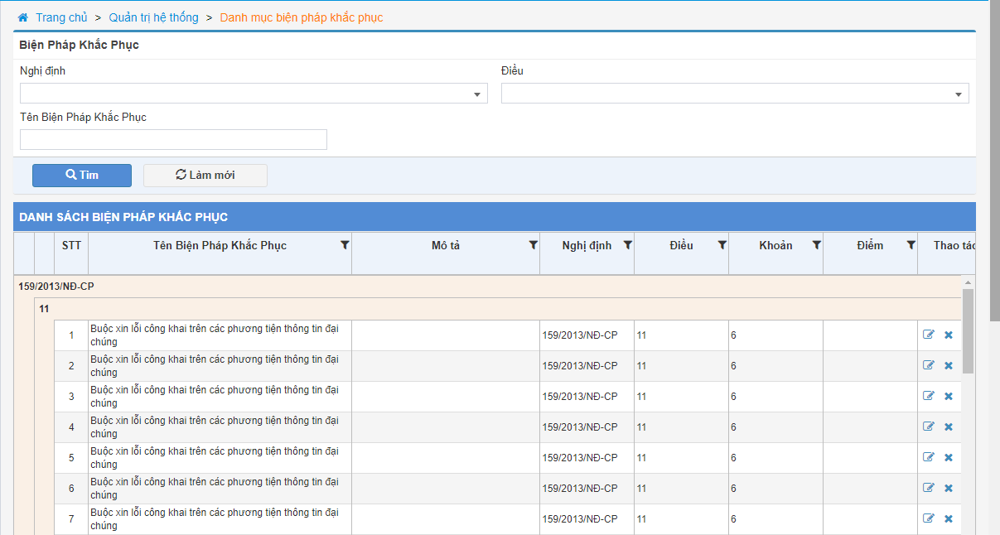 Trang chủ > Quản trị hệ thống > Danh mục biện pháp khắc phục
Biện Pháp Khắc Phục
Nghị định Điều
Tên Biện Pháp Khắc Phục
Tìm Làm mới
DANH SÁCH BIỆN PHÁP KHẮC PHỤC
STT Tên Biện Pháp Khắc Phục Mô tả Nghị định Điều Khoản Điểm Thao tác
159/2013/NĐ-CP
11
1 Buộc xin lỗi công khai trên các phương tiện thông tin đại 159/2013/NĐ-CP 11 6
chúng
2 Buộc xin lỗi công khai trên các phương tiện thông tin đại 159/2013/NĐ-CP 11 6
chúng
3 Buộc xin lỗi công khai trên các phương tiện thông tin đại 159/2013/NĐ-CP 11 6
chúng
4 Buộc xin lỗi công khai trên các phương tiện thông tin đại 159/2013/NĐ-CP 11 6
chúng
5 Buộc xin lỗi công khai trên các phương tiện thông tin đại 159/2013/NĐ-CP 11 6
chúng
6 Buộc xin lỗi công khai trên các phương tiện thông tin đại 159/2013/NĐ-CP 11 6
chúng
7 Buộc xin lỗi công khai trên các phương tiện thông tin đại 159/2013/NĐ-CP 11 6
chúng